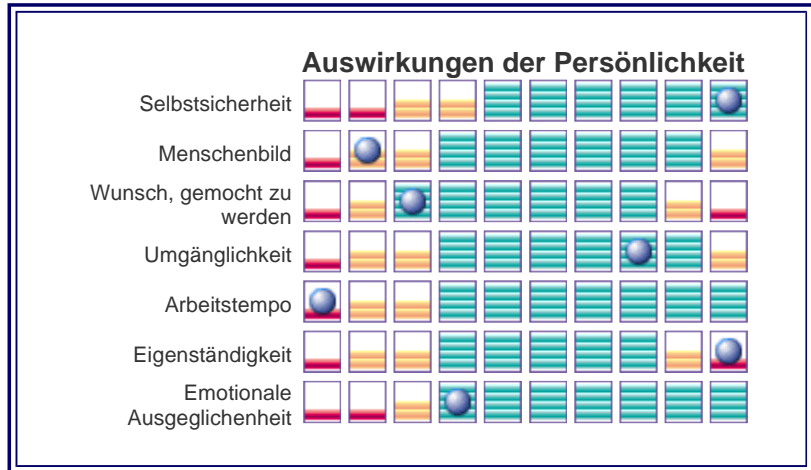 Auswirkungen der Persönlichkeit
Selbstsicherheit
Menschenbild
Wunsch, gemocht zu
werden
Umgänglichkeit
Arbeitstempo
Eigenständigkeit
Emotionale
Ausgeglichenheit